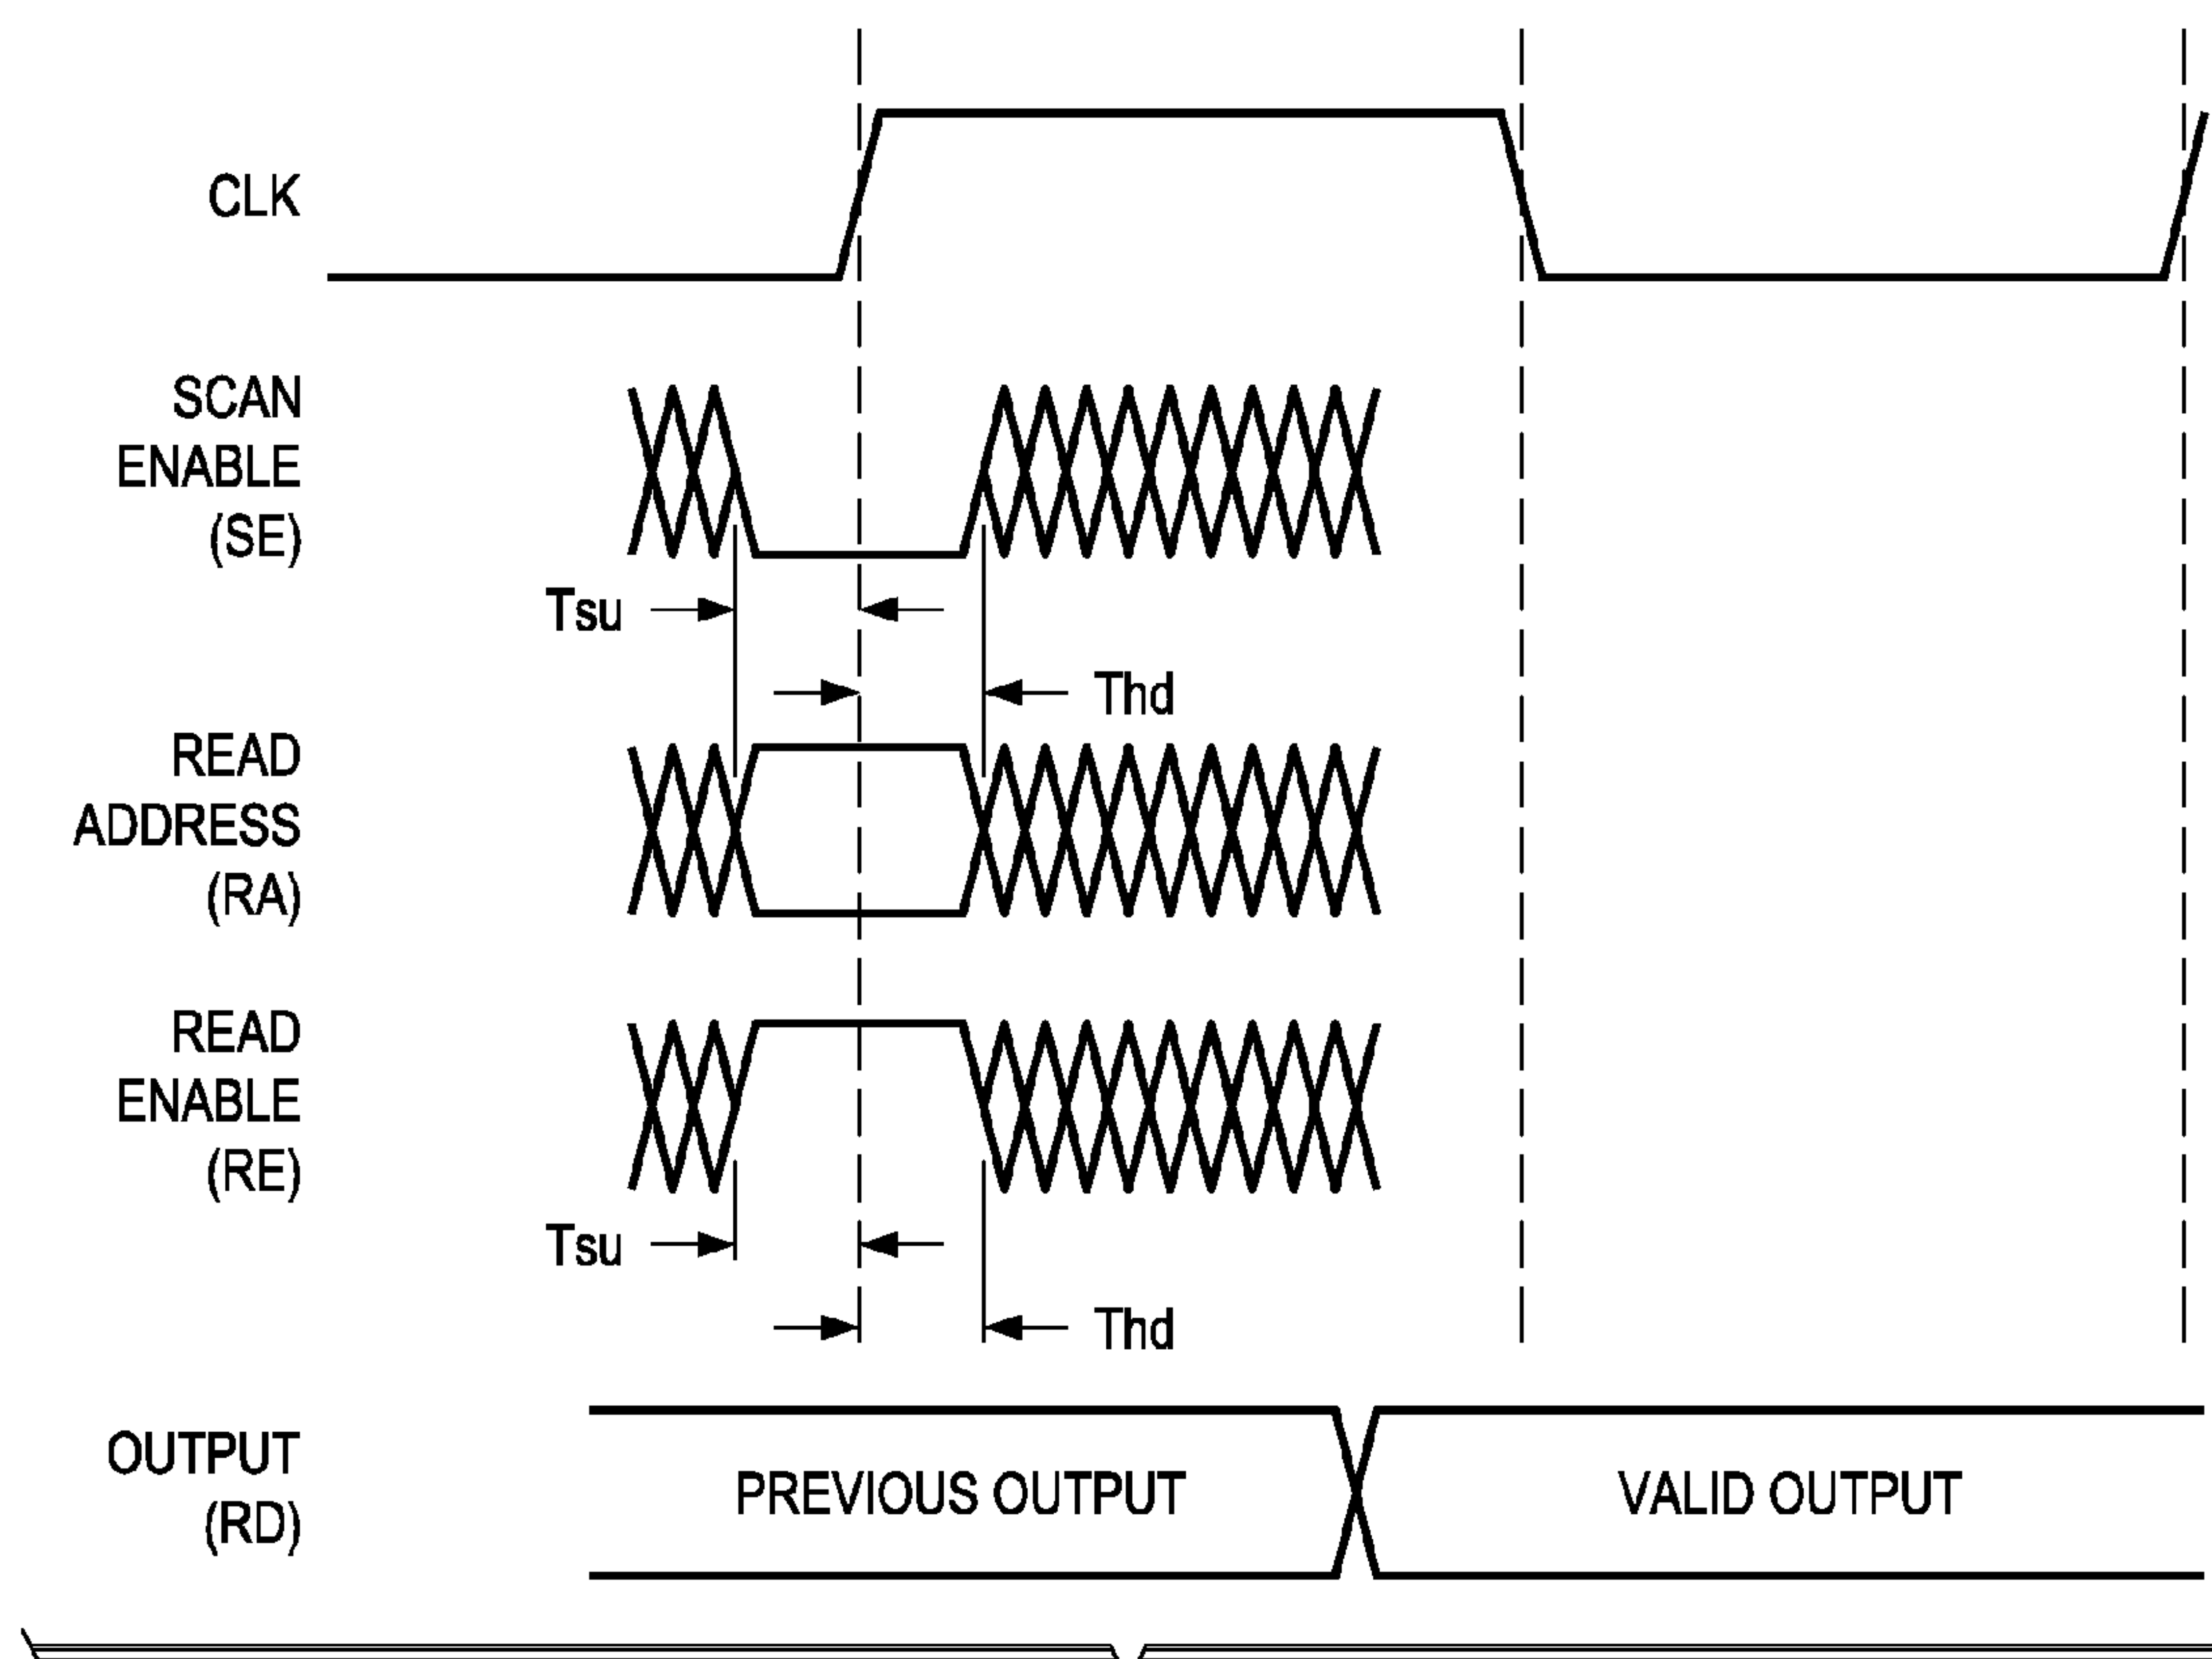 CLK
SCAN
ENABLE
(SE)
Tsu
Thd
READ
ADDRESS
(RA)
READ
ENABLE
(RE)
Tsu
Thd
OUTPUT
(RD)
PREVIOUS OUTPUT
VALID OUTPUT